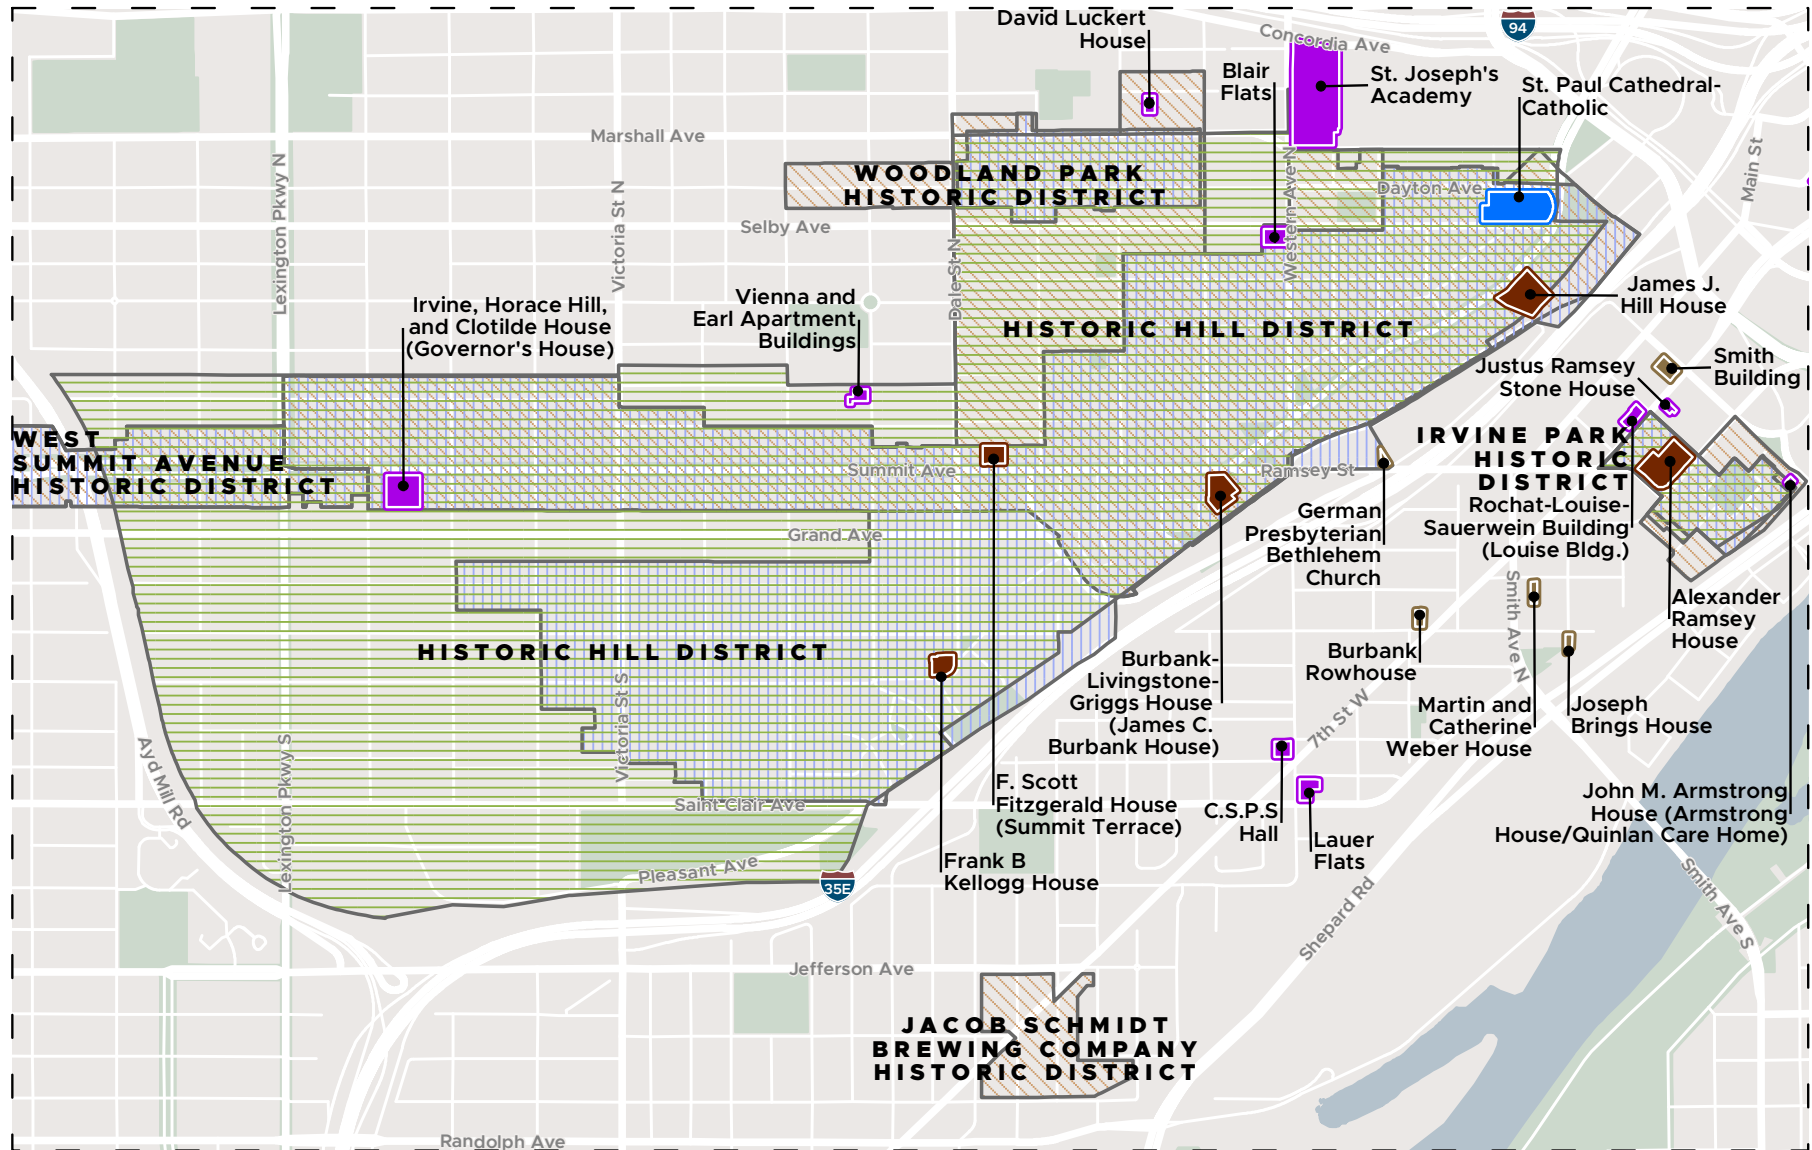 David Luckert
House
Concordia Ave
94
Blair
Flats
St. Joseph's
Academy
St. Paul Cathedral-
Catholic
Marshall Ave
Main St
WOODLAND PARK
HISTORIC DISTRICT
Dayton Ave
Lexington Pkwy N
Victoria St N
Selby Ave
Dale St N
Western Ave N
Irvine, Horace Hill,
and Clotilde House
(Governor's House)
Vienna and
Earl Apartment
Buildings
HISTORIC HILL DISTRICT
James J.
Hill House
Justus Ramsey
Stone House
Smith
Building
WEST
SUMMIT AVENUE
HISTORIC DISTRICT
Summit Ave
Ramsey St
IRVINE PARK
HISTORIC
DISTRICT
Rochat-Louise-
Sauerwein Building
(Louise Bldg.)
German
Presbyterian
Bethlehem
Church
Grand Ave
Smith Ave N
Alexander
Ramsey
House
HISTORIC HILL DISTRICT
Burbank-
Livingstone-
Griggs House
(James C.
Burbank House)
Burbank
Rowhouse
Martin and
Catherine
Weber House
Joseph
Brings House
Victoria St S
7th St W
Ayd Mill Rd
Lexington Pkwy S
Saint Clair Ave
F. Scott
Fitzgerald House
(Summit Terrace)
C.S.P.S
Hall
Lauer
Flats
John M. Armstrong
House (Armstrong
House/Quinlan Care Home)
Pleasant Ave
35E
Frank B
Kellogg House
Shepard Rd
Smith Ave S
Jefferson Ave
JACOB SCHMIDT
BREWING COMPANY
HISTORIC DISTRICT
Randolph Ave